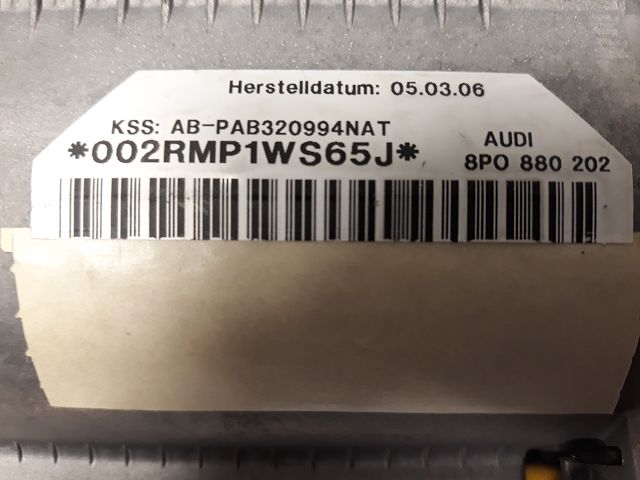 Herstelldatum: 05.03.06
KSS: AB-PAB320994NAT
*002RMP1WS65J*
AUDI
8P0 880 202